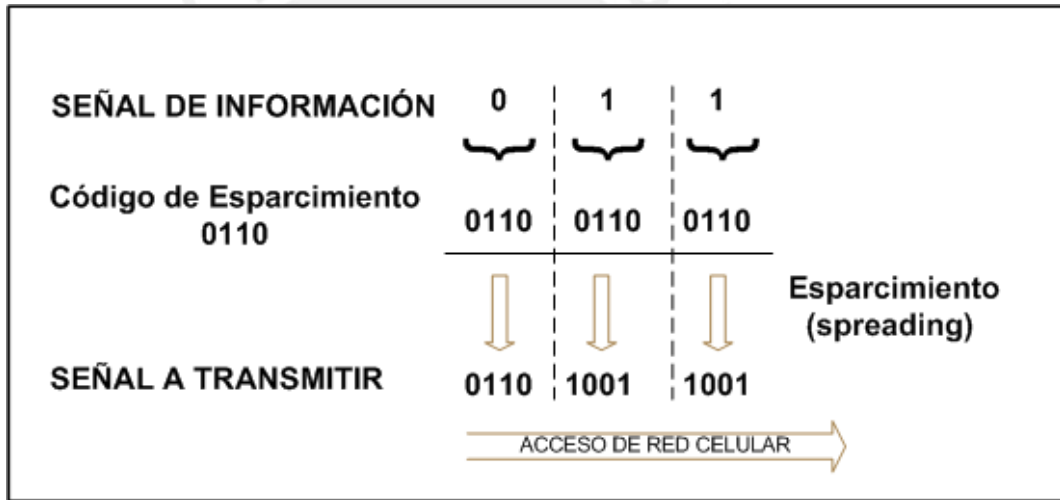 SEÑAL DE INFORMACIÓN 0 1 1
Código de Esparcimiento
0110
0110 0110 0110
Esparcimiento
(spreading)
SEÑAL A TRANSMITIR 0110 1001 1001
ACCESO DE RED CELULAR